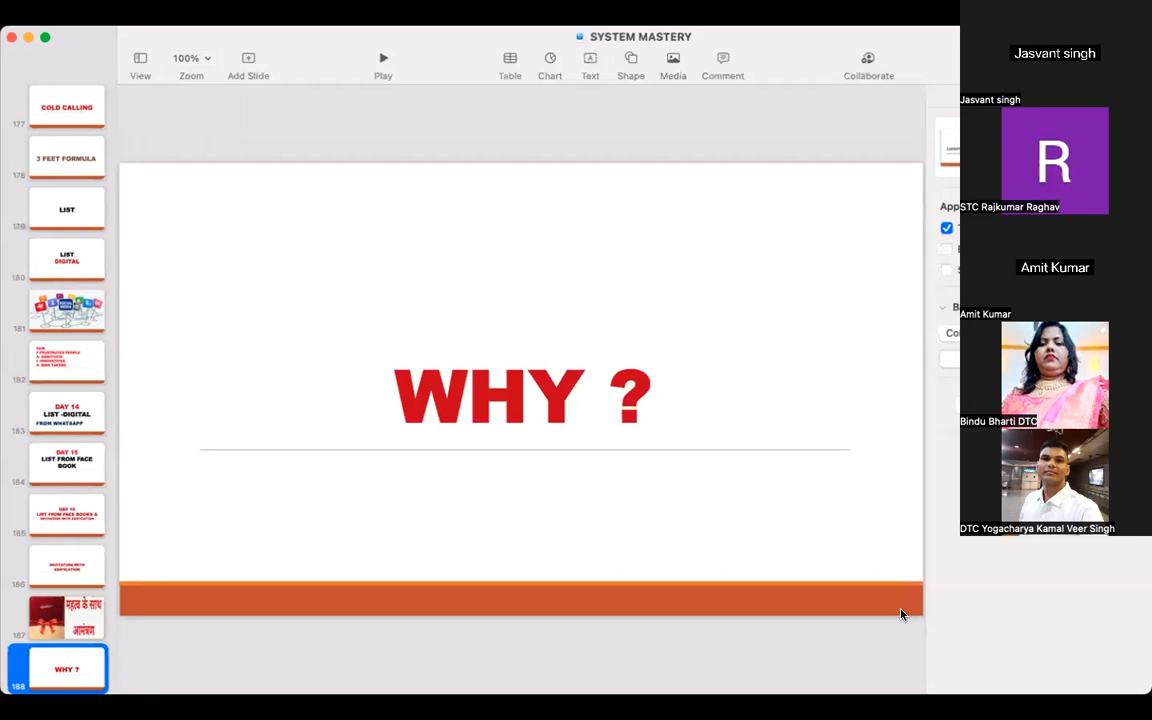 SYSTEM MASTERY
100%
View
Zoom
Add Slide
Play
Table
Chart
Text
Shape
Media
Comment
Collaborate
COLD CALLING
177
3 FEET FORMULA
178
LIST
179
LIST
DIGITAL
180
181
182
DAY 14
LIST -DIGITAL
FROM WHATSAPP
183
DAY 15
LIST FROM FACE
BOOK
184
185
186
महत्व के साथ
आमंत्रण
187
WHY ?
188
WHY ?
Jasvant singh
Jasvant singh
R
STC Rajkumar Raghav
Amit Kumar
Amit Kumar
Bindu Bharti DTC
DTC Yogacharya Kamal Veer Singh